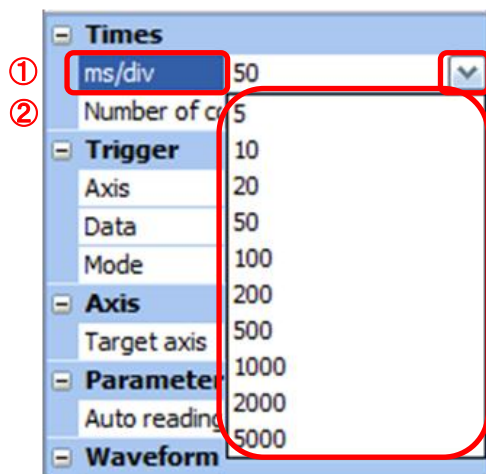 Times
① ms/div 50
② Number of 5
Trigger 10
Axis 20
Data 50
Mode 100
Axis 200
Target axis 500
Parameter 1000
Auto reading 2000
Waveform 5000